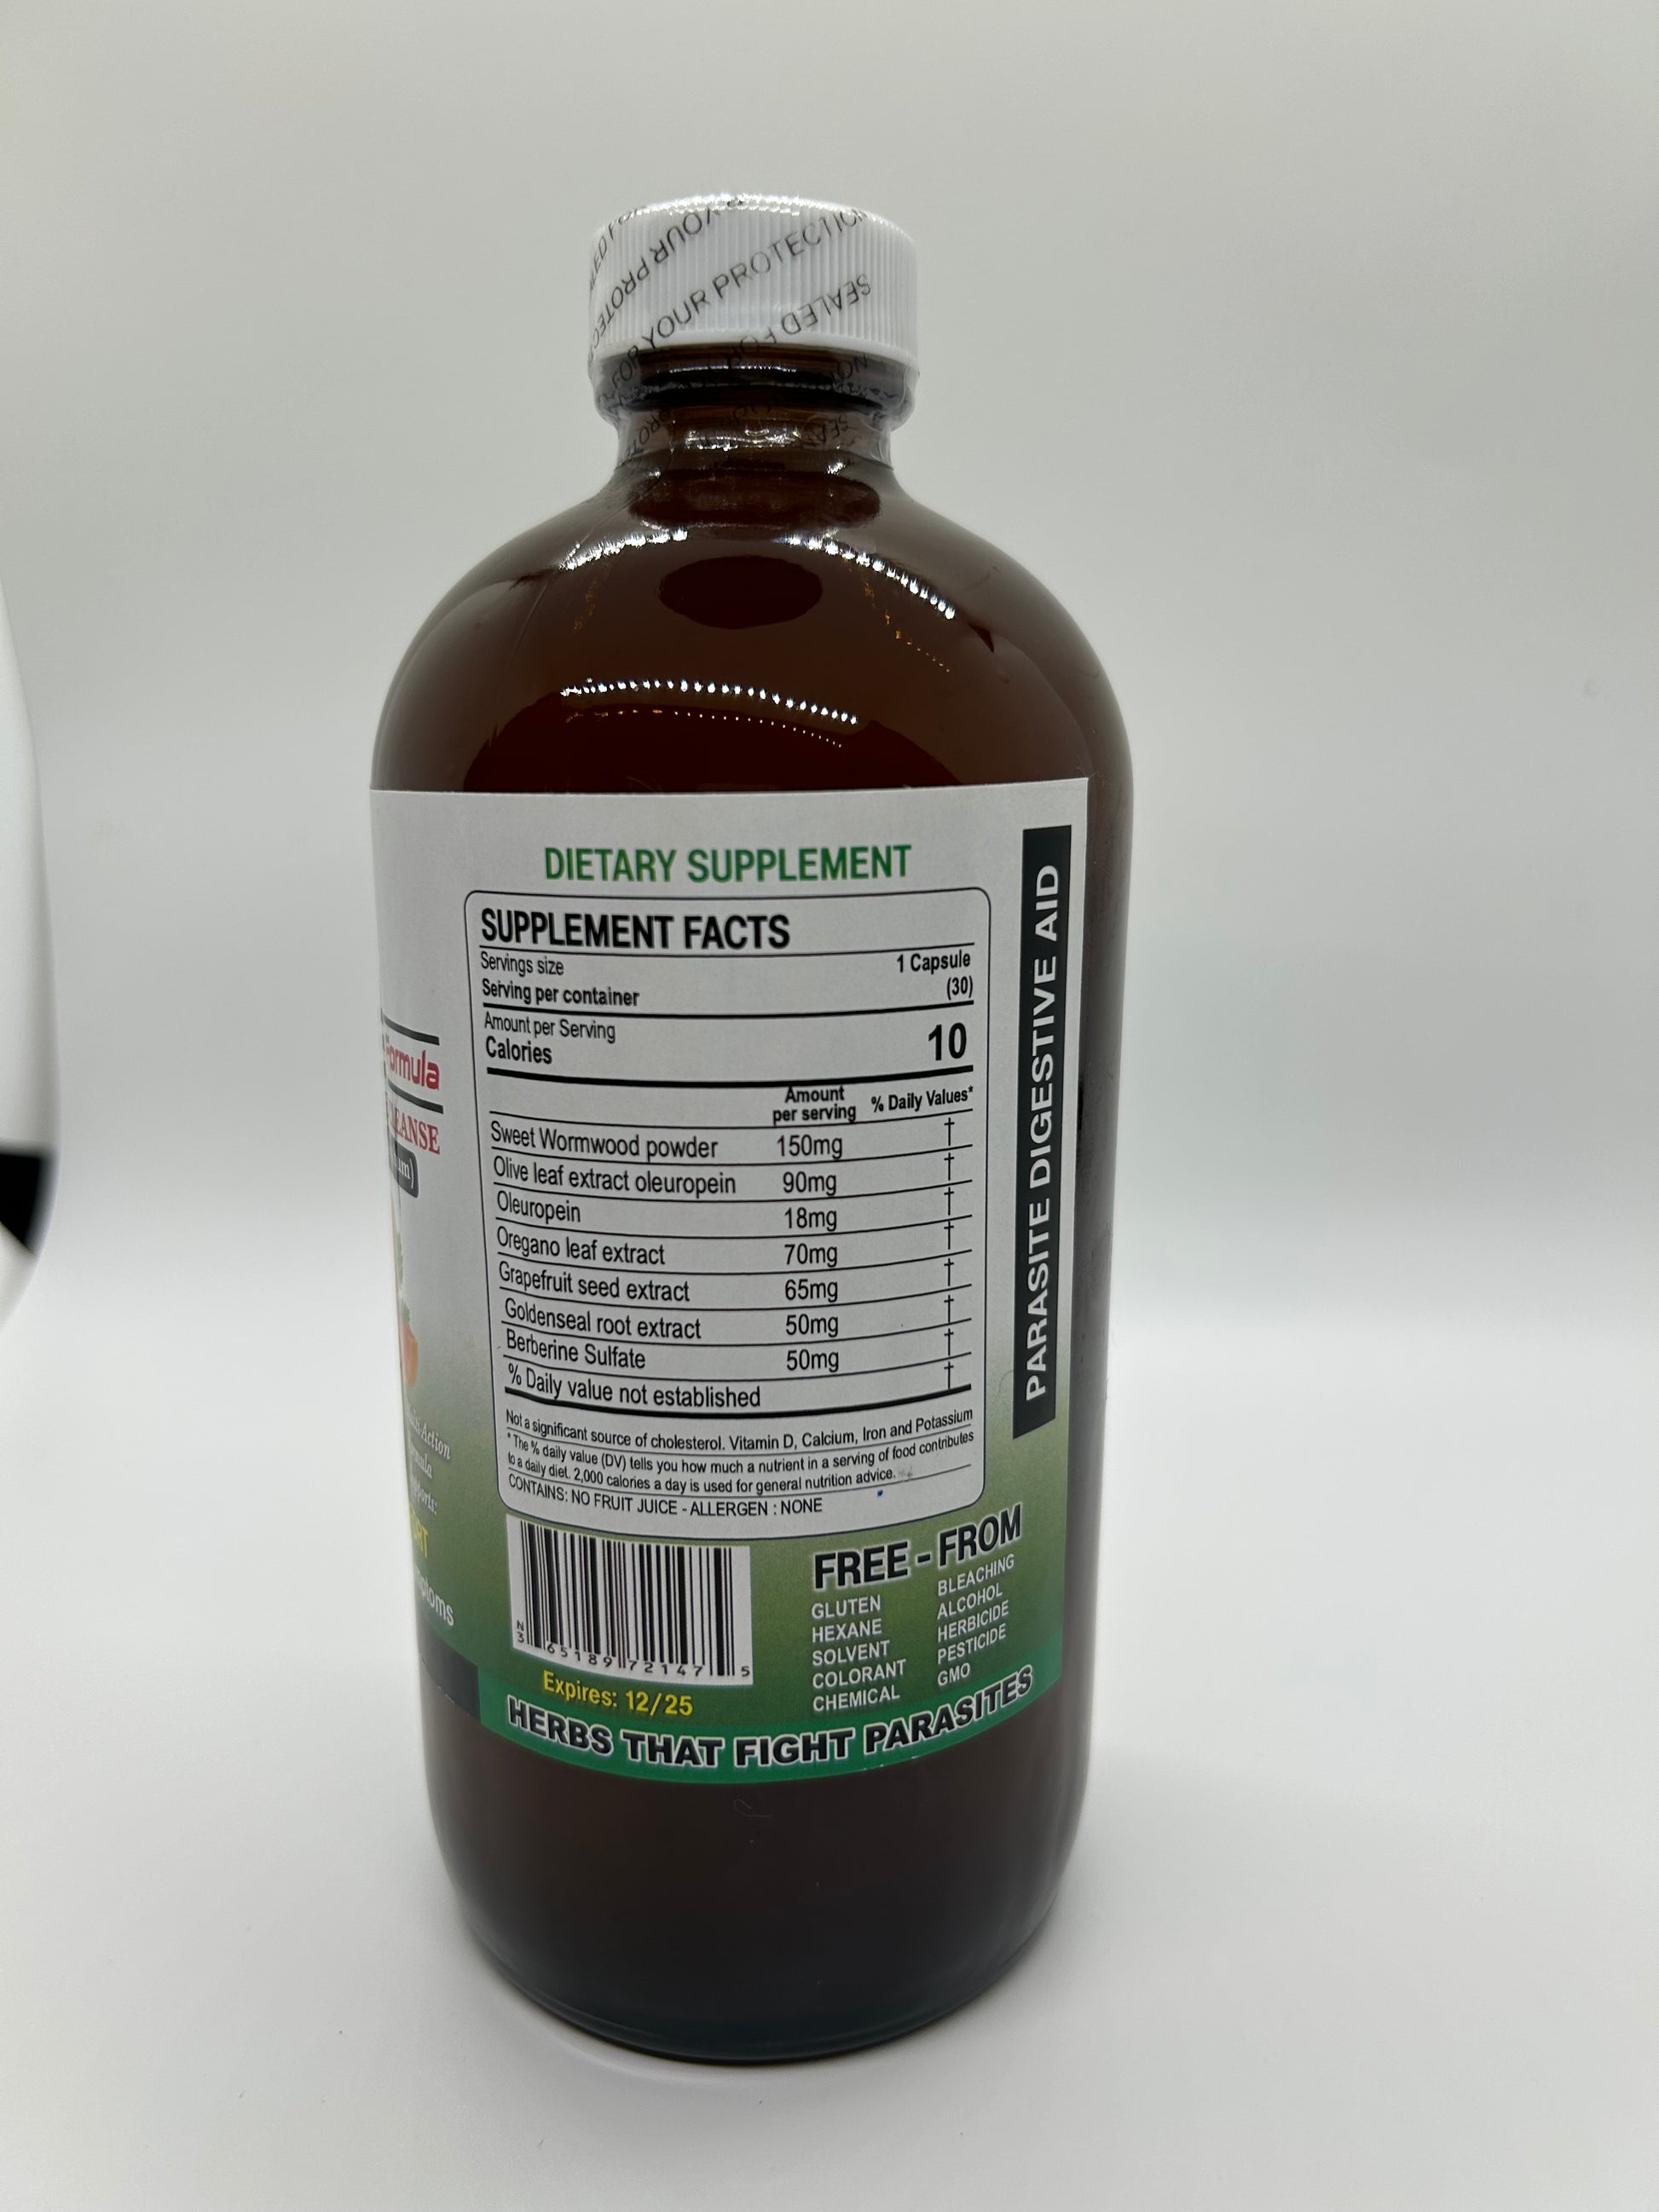 YOUR PROTEC
FOR YOUR PROTECTION
SEALED FOR
DIETARY SUPPLEMENT
SUPPLEMENT FACTS
Servings size 1 Capsule
Serving per container (30)
Amount per Serving
Calories 10
Amount per serving % Daily Values*
Sweet Wormwood powder 150mg †
Olive leaf extract oleuropein 90mg †
Oleuropein 18mg †
Oregano leaf extract 70mg †
Grapefruit seed extract 65mg †
Goldenseal root extract 50mg †
Berberine Sulfate 50mg †
% Daily value not established †
Not a significant source of cholesterol. Vitamin D, Calcium, Iron and Potassium
* The % daily value (DV) tells you how much a nutrient in a serving of food contributes
to a daily diet. 2,000 calories a day is used for general nutrition advice.
CONTAINS: NO FRUIT JUICE - ALLERGEN : NONE
PARASITE DIGESTIVE AID
N
3 65189 72147 5
Expires: 12/25
FREE - FROM
GLUTEN
HEXANE
SOLVENT
COLORANT
CHEMICAL
BLEACHING
ALCOHOL
HERBICIDE
PESTICIDE
GMO
HERBS THAT FIGHT PARASITES